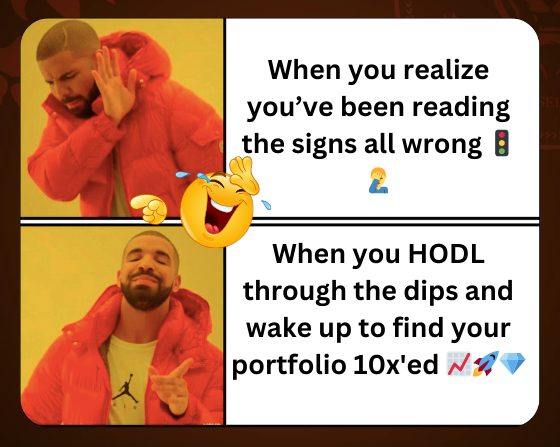 When you realize
you’ve been reading
the signs all wrong 🚦
🤦‍♂️
When you HODL
through the dips and
wake up to find your
portfolio 10x'ed 📈🚀💎